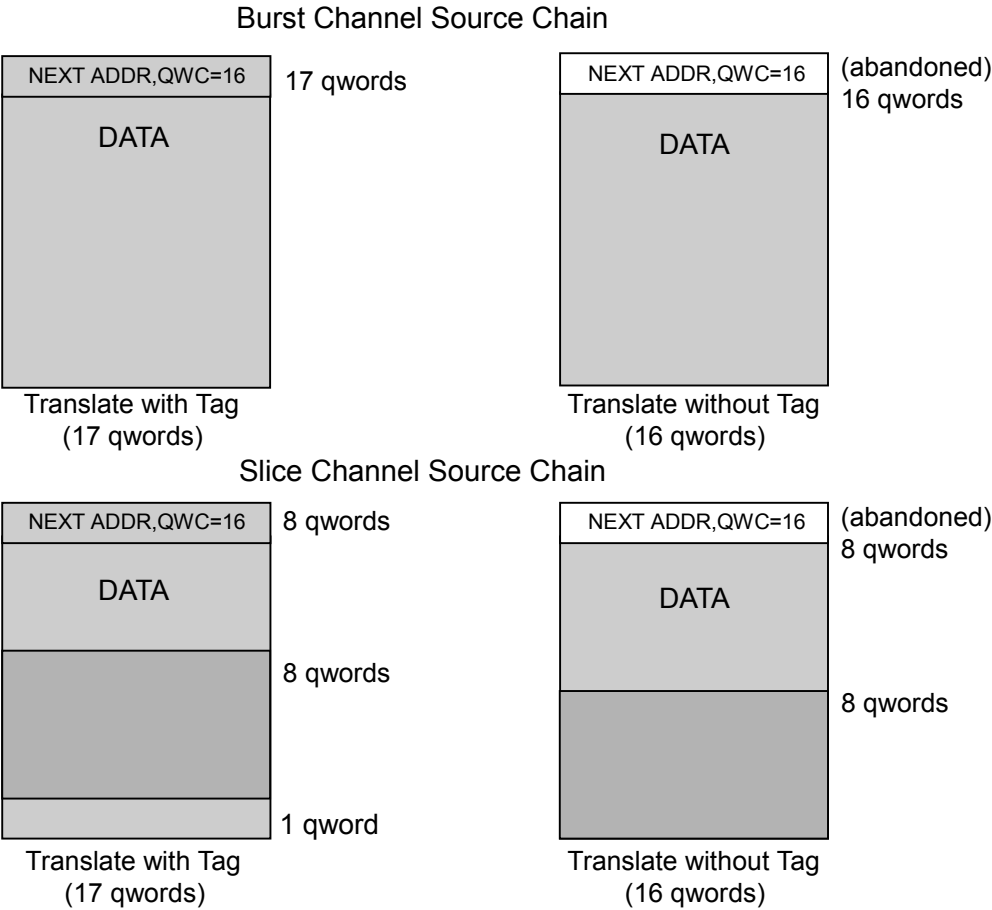 Burst Channel Source Chain
NEXT ADDR,QWC=16
17 qwords
DATA
Translate with Tag
(17 qwords)
NEXT ADDR,QWC=16
(abandoned)
16 qwords
DATA
Translate without Tag
(16 qwords)
Slice Channel Source Chain
NEXT ADDR,QWC=16
8 qwords
DATA
8 qwords
1 qword
Translate with Tag
(17 qwords)
NEXT ADDR,QWC=16
(abandoned)
8 qwords
DATA
8 qwords
Translate without Tag
(16 qwords)